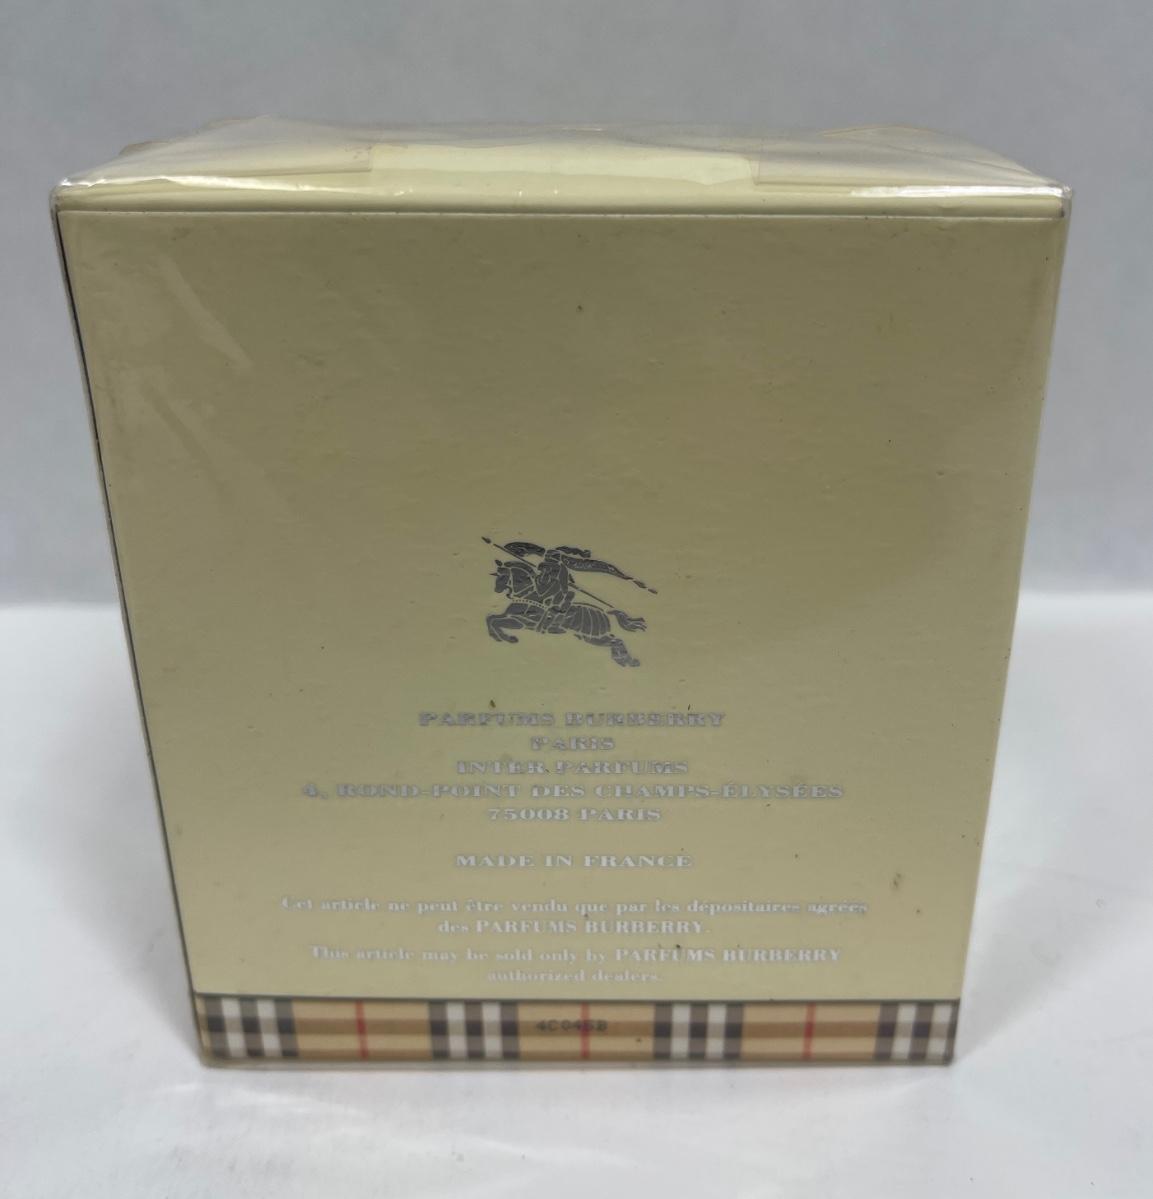 PARFUMS BURBERRY
PARIS
INTER PARFUMS
4, ROND-POINT DES CHAMPS-ÉLYSÉES
75008 PARIS
MADE IN FRANCE
Cet article ne peut être vendu que par les dépositaires agréés
des PARFUMS BURBERRY.
This article may be sold only by PARFUMS BURBERRY
authorized dealers.